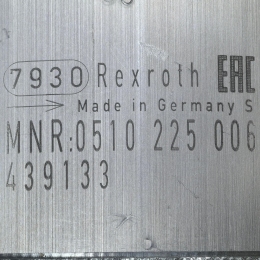 7930 Rexroth EAC
Made in Germany S
MNR:0510 225 006
439133